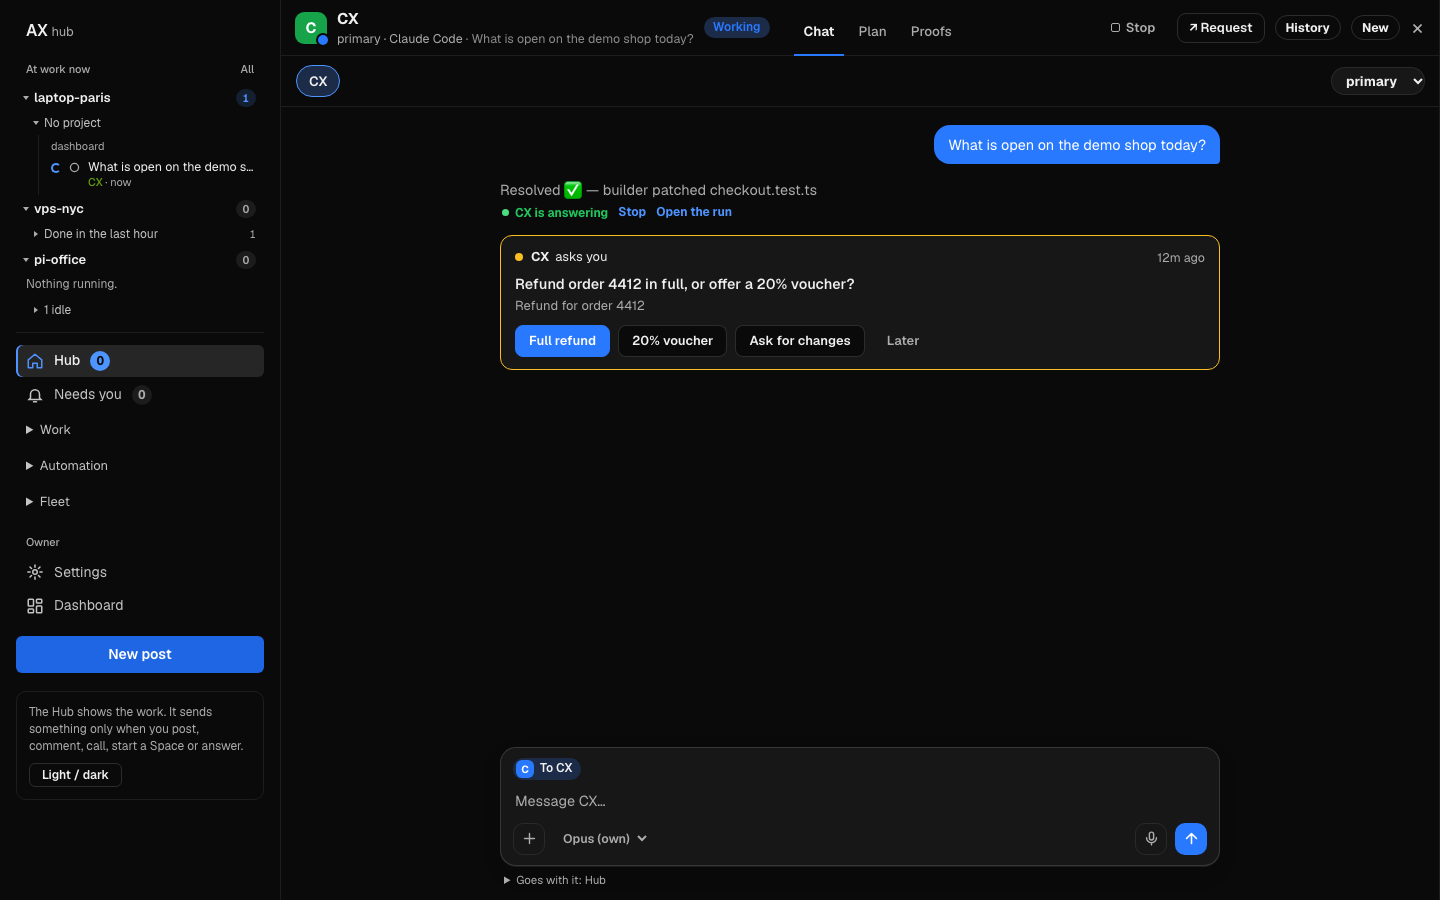 AX hub
At work now All
laptop-paris 1
No project
dashboard
What is open on the demo s...
CX · now
vps-nyc 0
Done in the last hour 1
pi-office 0
Nothing running.
1 idle
Hub 0
Needs you 0
Work
Automation
Fleet
Owner
Settings
Dashboard
New post
The Hub shows the work. It sends
something only when you post,
comment, call, start a Space or answer.
Light / dark
C
CX
primary · Claude Code · What is open on the demo shop today?
Working
Chat Plan Proofs
Stop Request History New
CX primary
What is open on the demo shop today?
Resolved ✅ — builder patched checkout.test.ts
CX is answering Stop Open the run
CX asks you 12m ago
Refund order 4412 in full, or offer a 20% voucher?
Refund for order 4412
Full refund 20% voucher Ask for changes Later
C To CX
Message CX...
Opus (own)
Goes with it: Hub